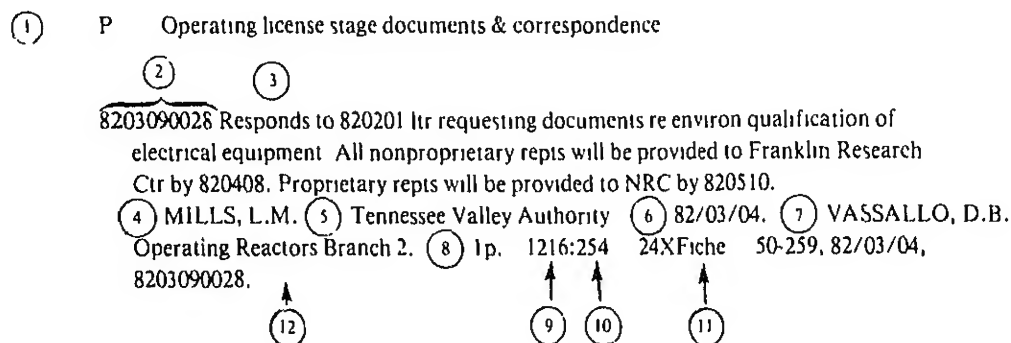 1 P Operating license stage documents & correspondence
2 3
8203090028 Responds to 820201 ltr requesting documents re environ qualification of
electrical equipment All nonproprietary repts will be provided to Franklin Research
Ctr by 820408. Proprietary repts will be provided to NRC by 820510.
4 MILLS, L.M. 5 Tennessee Valley Authority 6 82/03/04. 7 VASSALLO, D.B.
Operating Reactors Branch 2. 8 1p. 1216:254 24XFiche 50-259, 82/03/04,
8203090028.
12 9 10 11